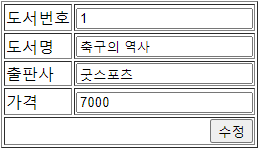 도서번호 1
도서명 축구의 역사
출판사 굿스포츠
가격 7000
수정